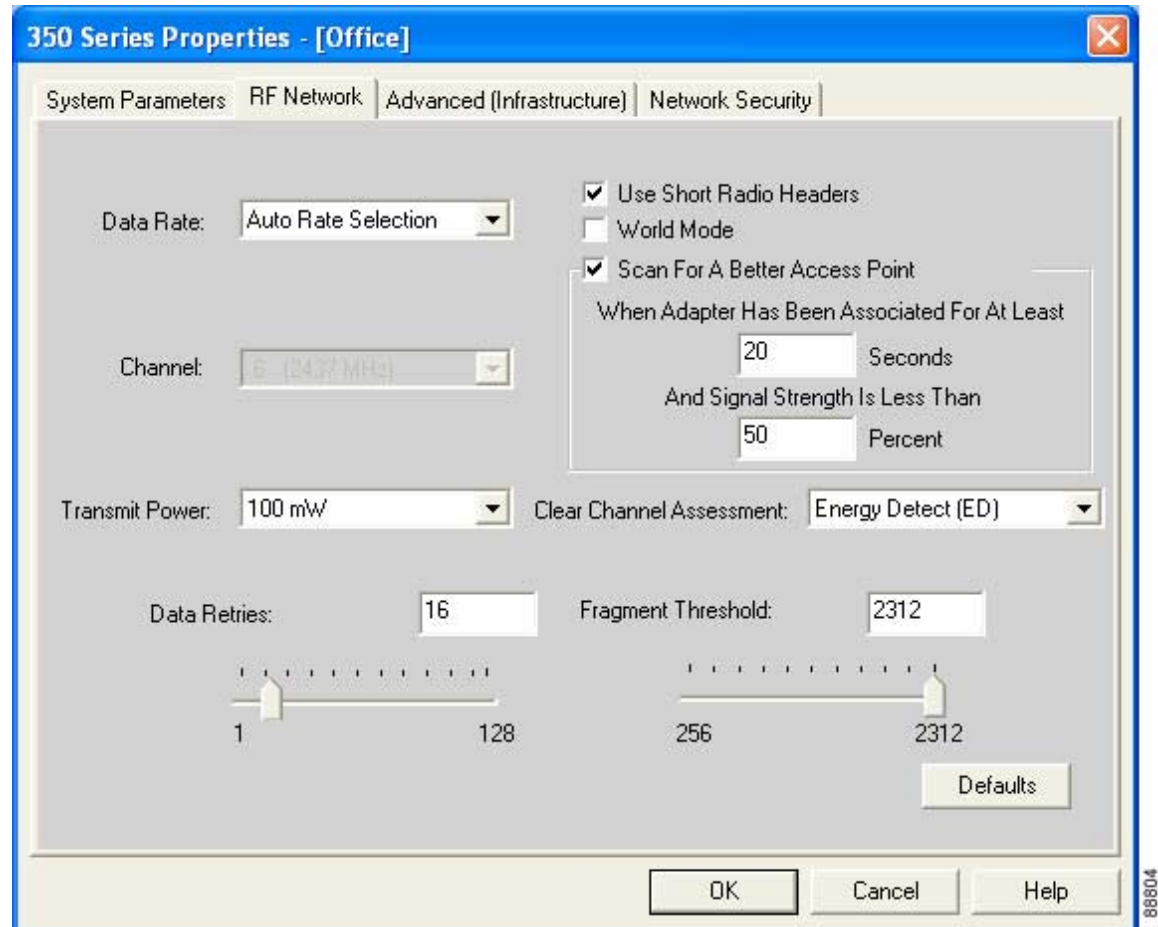 350 Series Properties - [Office]
System Parameters
RF Network
Advanced (Infrastructure)
Network Security
Data Rate:
Auto Rate Selection
Use Short Radio Headers
World Mode
Scan For A Better Access Point
When Adapter Has Been Associated For At Least
20 Seconds
And Signal Strength Is Less Than
50 Percent
Channel:
6 (2437 MHz)
Transmit Power:
100 mW
Clear Channel Assessment:
Energy Detect (ED)
Data Retries:
16
1
128
Fragment Threshold:
2312
256
2312
Defaults
OK
Cancel
Help
88804